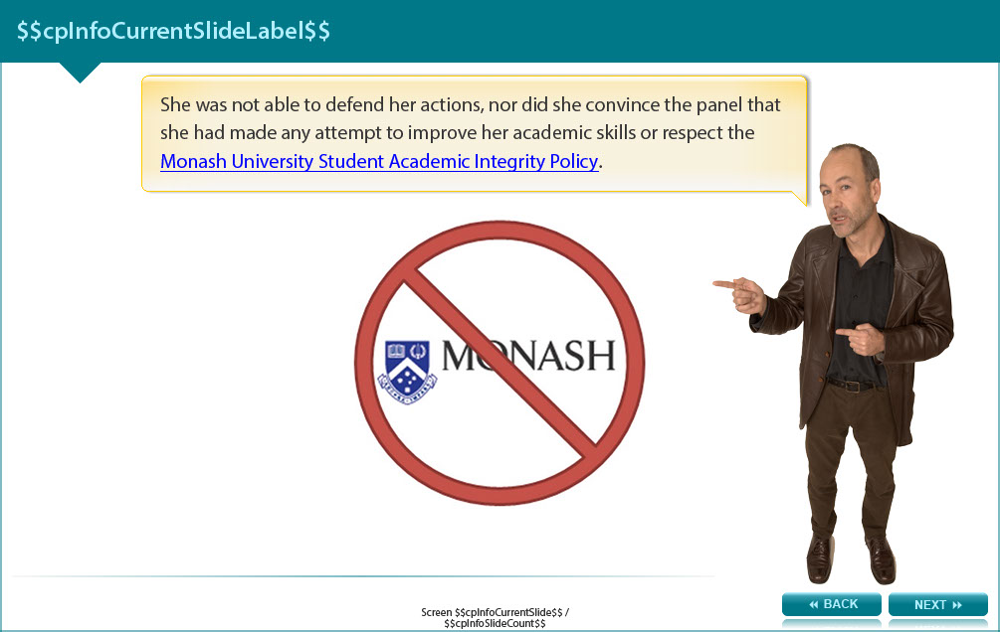 $$cpInfoCurrentSlideLabel$$
She was not able to defend her actions, nor did she convince the panel that
she had made any attempt to improve her academic skills or respect the
Monash University Student Academic Integrity Policy.
MONASH
Screen $$cpInfoCurrentSlide$$ /
$$cpInfoSlideCount$$
BACK
NEXT